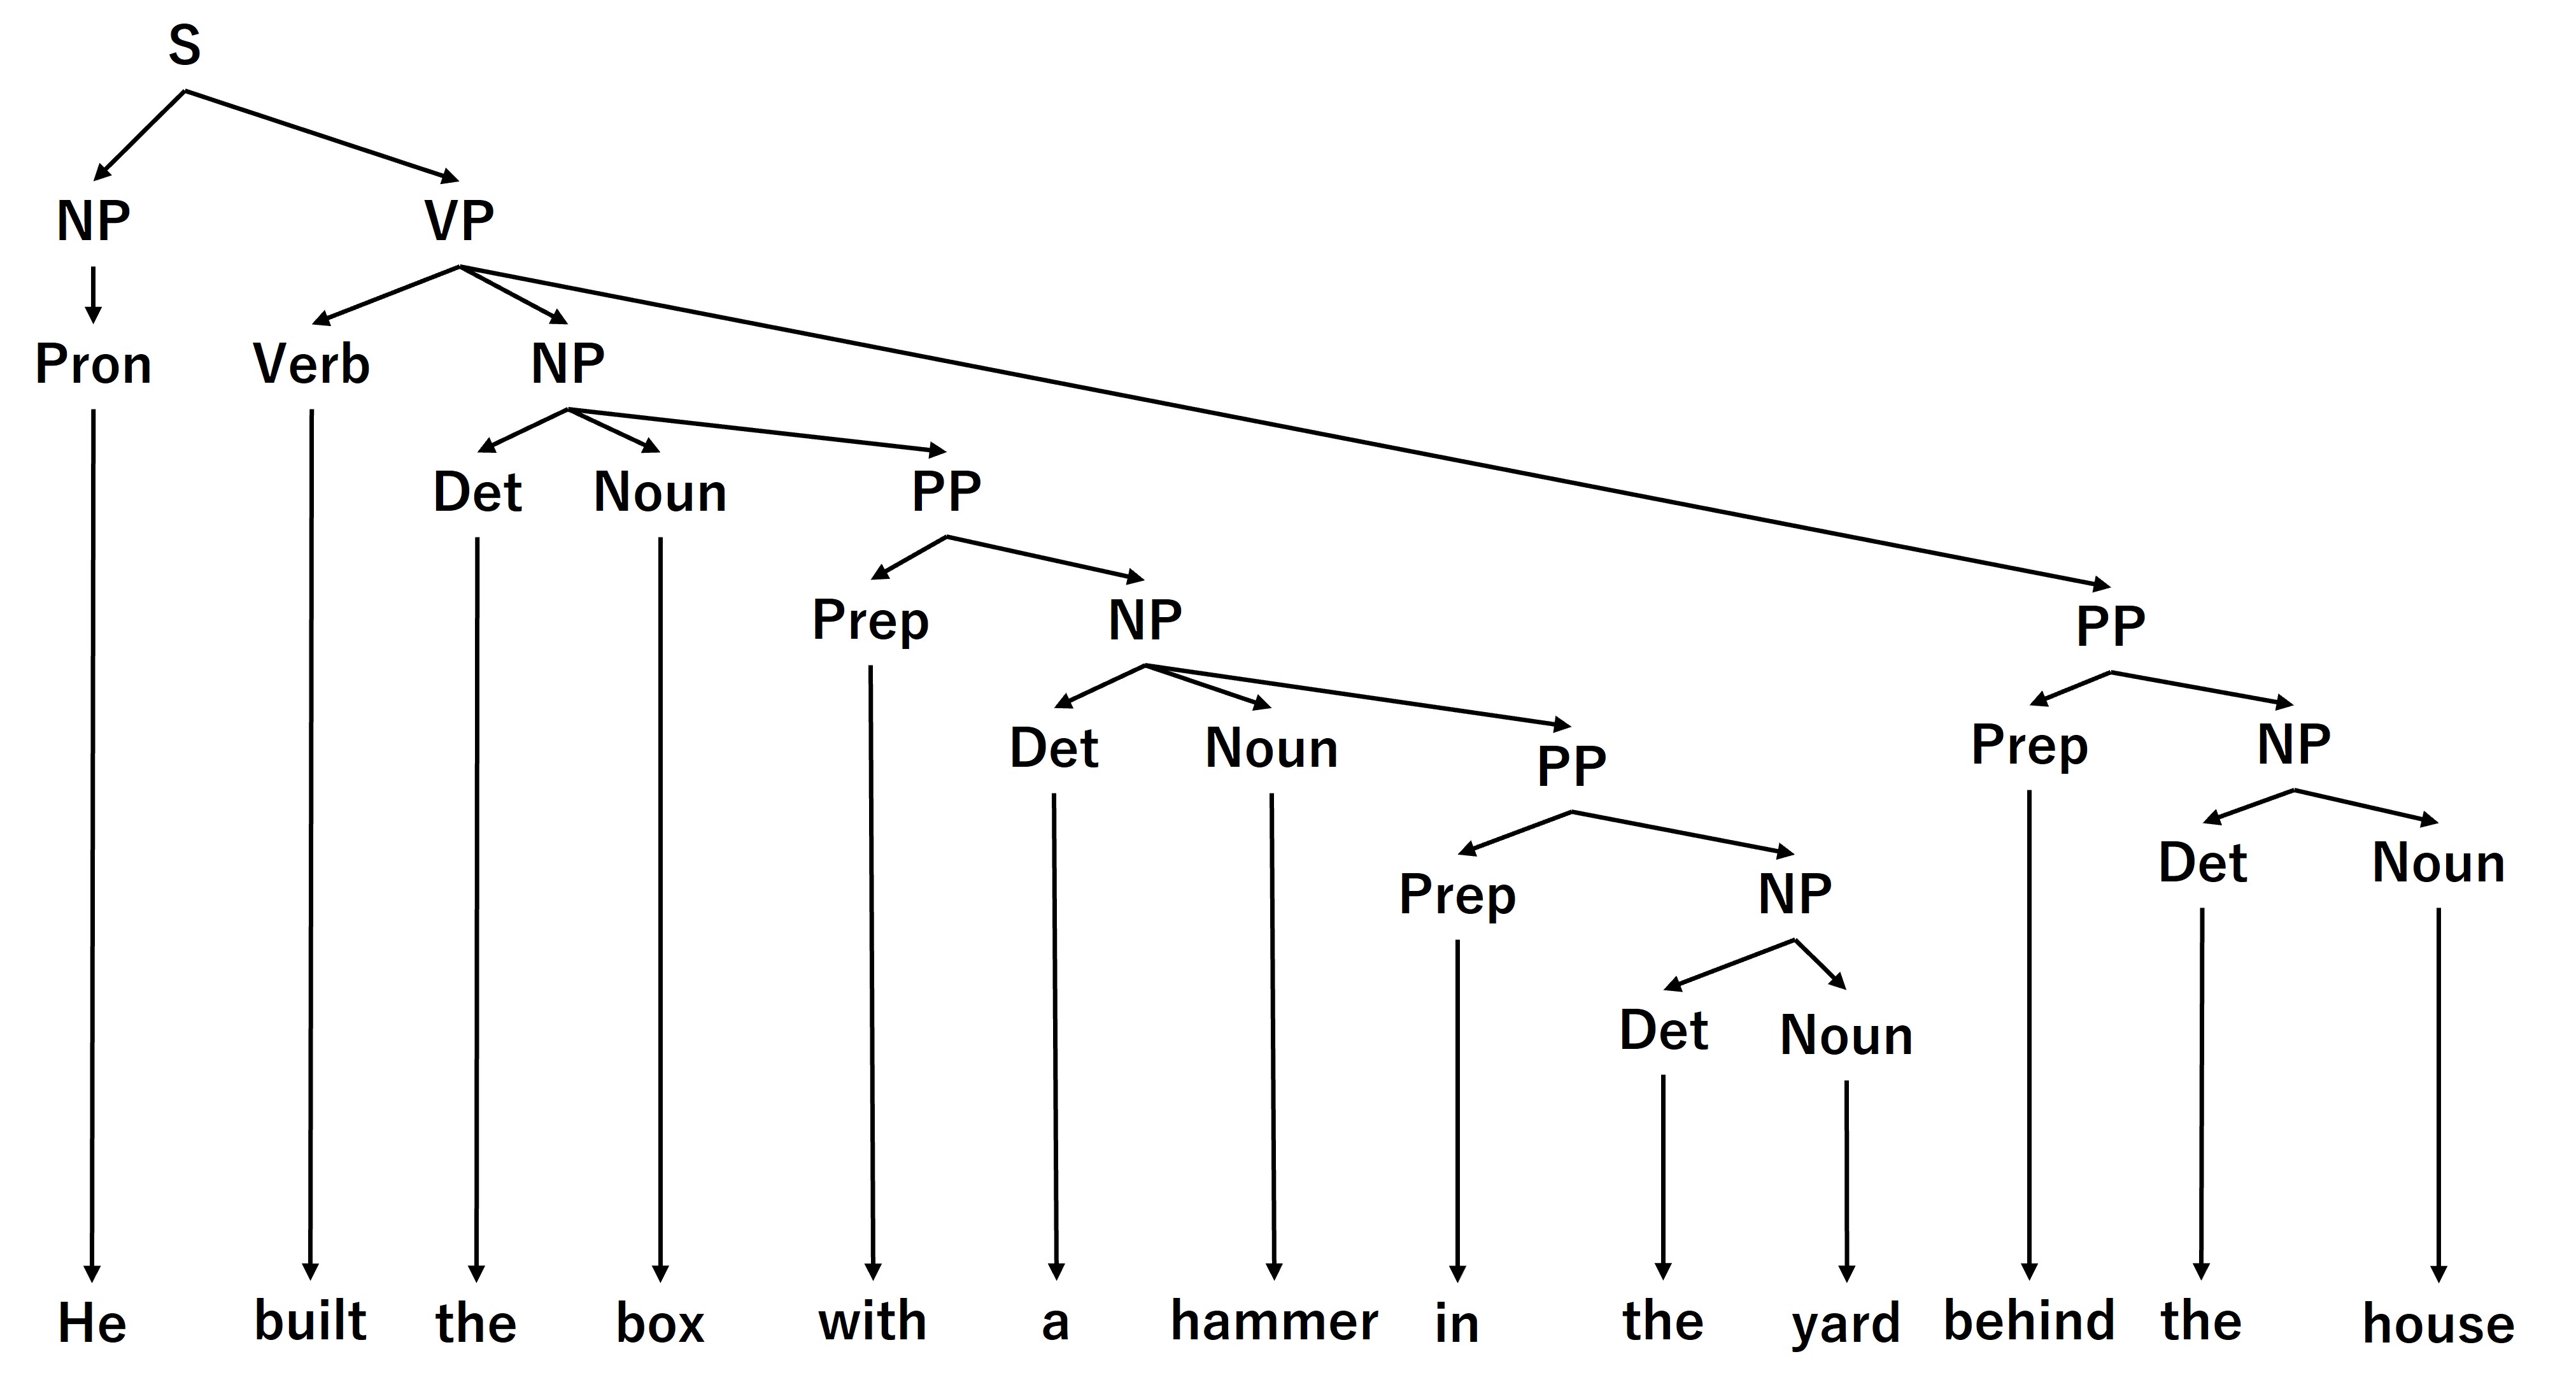 S
NP VP
Pron Verb NP
Det Noun PP
Prep NP PP
Det Noun PP Prep NP
Prep NP Det Noun
Det Noun
He built the box with a hammer in the yard behind the house